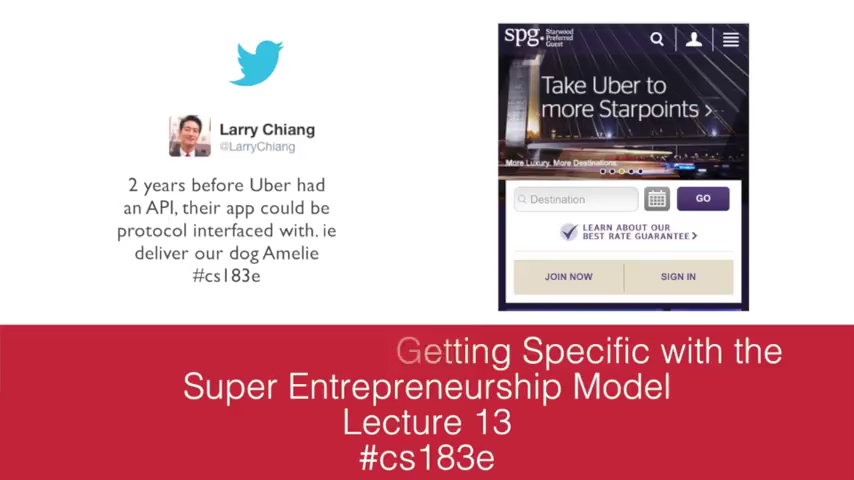 Larry Chiang
@LarryChiang
2 years before Uber had
an API, their app could be
protocol interfaced with. ie
deliver our dog Amelie
#cs183e
spg. Starwood
Preferred
Guest
Take Uber to
more Starpoints >
More Luxury. More Destinations.
Destination
GO
LEARN ABOUT OUR
BEST RATE GUARANTEE >
JOIN NOW
SIGN IN
Getting Specific with the
Super Entrepreneurship Model
Lecture 13
#cs183e